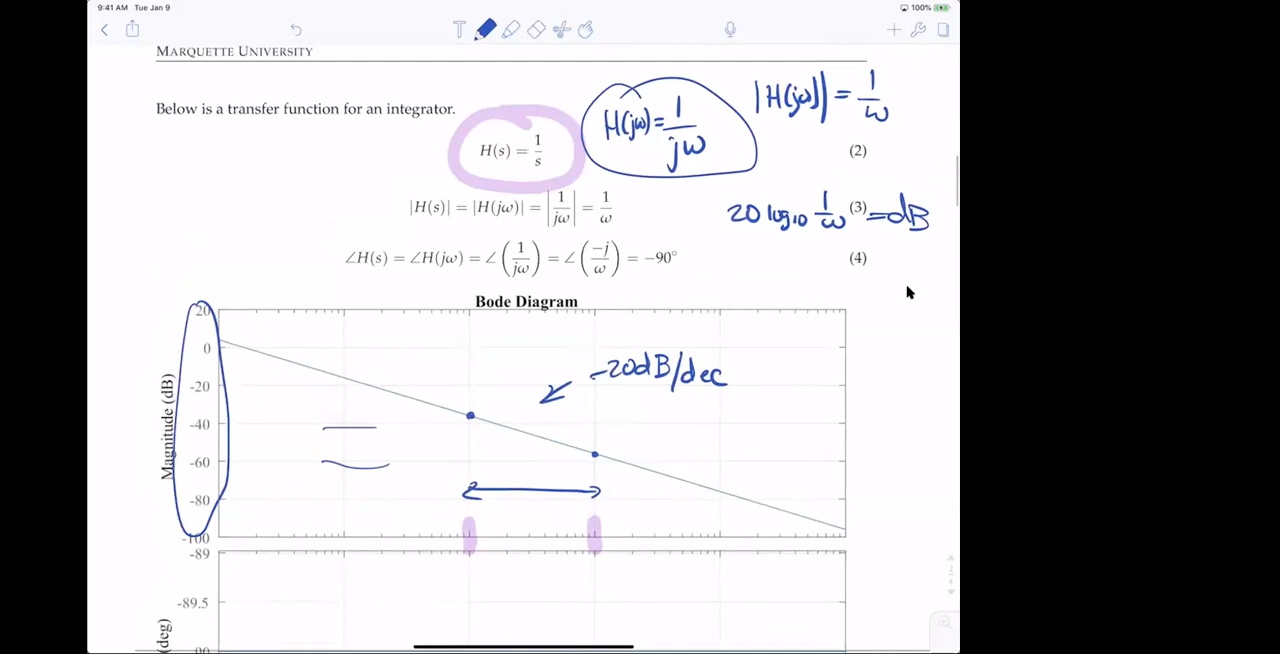 9:41 AM Tue Jan 9
100%
T
MARQUETTE UNIVERSITY
Below is a transfer function for an integrator.
H(s) = 1/s
(2)
H(jω) = 1/jω
|H(jω)| = 1/ω
|H(s)| = |H(jω)| = |1/jω| = 1/ω
(3)
20 log10 1/ω = dB
∠H(s) = ∠H(jω) = ∠(1/jω) = ∠(-j/ω) = -90°
(4)
Bode Diagram
Magnitude (dB)
20
0
-20
-40
-60
-80
-100
-20dB/dec
-89
-89.5
(deg)